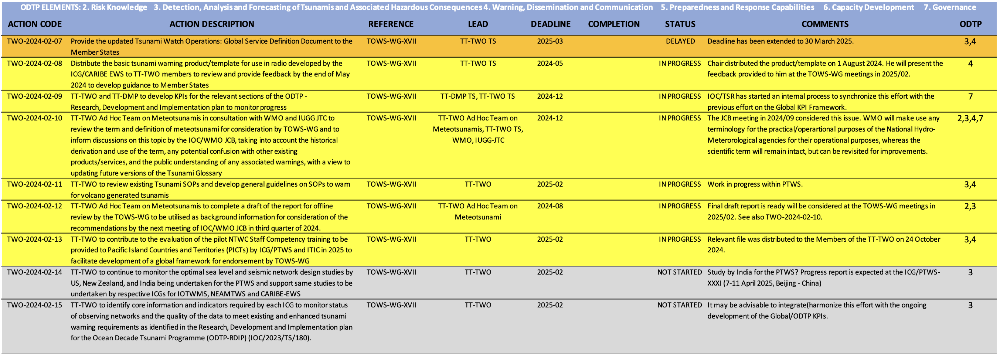 ODTP ELEMENTS: 2. Risk Knowledge 3. Detection, Analysis and Forecasting of Tsunamis and Associated Hazardous Consequences 4. Warning, Dissemination and Communication 5. Preparedness and Response Capabilities 6. Capacity Development 7. Governance
ACTION CODE ACTION DESCRIPTION REFERENCE LEAD DEADLINE COMPLETION STATUS COMMENTS ODTP
TWO-2024-02-07 Provide the updated Tsunami Watch Operations: Global Service Definition Document to the TOWS-WG-XVII TT-TWO TS 2025-03 DELAYED Deadline has been extended to 30 March 2025. 3,4
Member States
TWO-2024-02-08 Distribute the basic tsunami warning product/template for use in radio developed by the TOWS-WG-XVII TT-TWO TS 2024-05 IN PROGRESS Chair distributed the product/template on 1 August 2024. He will present the 4
ICG/CARIBE EWS to TT-TWO members to review and provide feedback by the end of May feedback provided to him at the TOWS-WG meetings in 2025/02.
2024 to develop guidance to Member States
TWO-2024-02-09 TT-TWO and TT-DMP to develop KPIs for the relevant sections of the ODTP - TOWS-WG-XVII TT-DMP TS, TT-TWO TS 2024-12 IN PROGRESS IOC/TSR has started an internal process to synchronize this effort with the 7
Research, Development and Implementation plan to monitor progress previous effort on the Global KPI Framework.
TWO-2024-02-10 TT-TWO Ad Hoc Team on Meteotsunamis in consultation with WMO and IUGG JTC to TOWS-WG-XVII TT-TWO Ad Hoc Team on 2024-12 IN PROGRESS The JCB meeting in 2024/09 considered this issue. WMO will make use any 2,3,4,7
review the term and definition of meteotsunami for consideration by TOWS-WG and to Meteotsunamis, TT-TWO TS, terminology for the practical/operartional purposes of the National Hydro-
inform discussions on this topic by the IOC/WMO JCB, taking into account the historical WMO, IUGG-JTC Meterorological agencies for their operational purposes, whereas the
derivation and use of the term, any potential confusion with other existing scientific term will remain intact, but can be revisited for improvements.
products/services, and the public understanding of any associated warnings, with a view to
updating future versions of the Tsunami Glossary
TWO-2024-02-11 TT-TWO to review existing Tsunami SOPs and develop general guidelines on SOPs to warn TOWS-WG-XVII TT-TWO 2025-02 IN PROGRESS Work in progress within PTWS. 3,4
for volcano generated tsunamis
TWO-2024-02-12 TT-TWO Ad Hoc Team on Meteotsunamis to complete a draft of the report for offline TOWS-WG-XVII TT-TWO Ad Hoc Team on 2024-08 IN PROGRESS Final draft report is ready will be considered at the TOWS-WG meetings in 2,3
review by the TOWS-WG to be utilised as background information for consideration of the Meteotsunami 2025/02. See also TWO-2024-02-10.
recommendations by the next meeting of IOC/WMO JCB in third quarter of 2024.
TWO-2024-02-13 TT-TWO to contribute to the evaluation of the pilot NTWC Staff Competency training to be TOWS-WG-XVII TT-TWO 2025-02 IN PROGRESS Relevant file was distributed to the Members of the TT-TWO on 24 October 3,4
provided to Pacific Island Countries and Territories (PICTs) by ICG/PTWS and ITIC in 2025 to 2024.
facilitate development of a global framework for endorsement by TOWS-WG
TWO-2024-02-14 TT-TWO to continue to monitor the optimal sea level and seismic network design studies by TOWS-WG-XVII TT-TWO 2025-02 NOT STARTED Study by India for the PTWS? Progress report is expected at the ICG/PTWS- 3
US, New Zealand, and India being undertaken for the PTWS and support same studies to be XXXI (7-11 April 2025, Beijing - China)
undertaken by respective ICGs for IOTWMS, NEAMTWS and CARIBE-EWS
TWO-2024-02-15 TT-TWO to identify core information and indicators required by each ICG to monitor status TOWS-WG-XVII TT-TWO 2025-02 NOT STARTED It may be advisable to integrate(harmonize this effort with the ongoing 3
of observing networks and the quality of the data to meet existing and enhanced tsunami development of the Global/ODTP KPIs.
warning requirements as identified in the Research, Development and Implementation plan
for the Ocean Decade Tsunami Programme (ODTP-RDIP) (IOC/2023/TS/180).